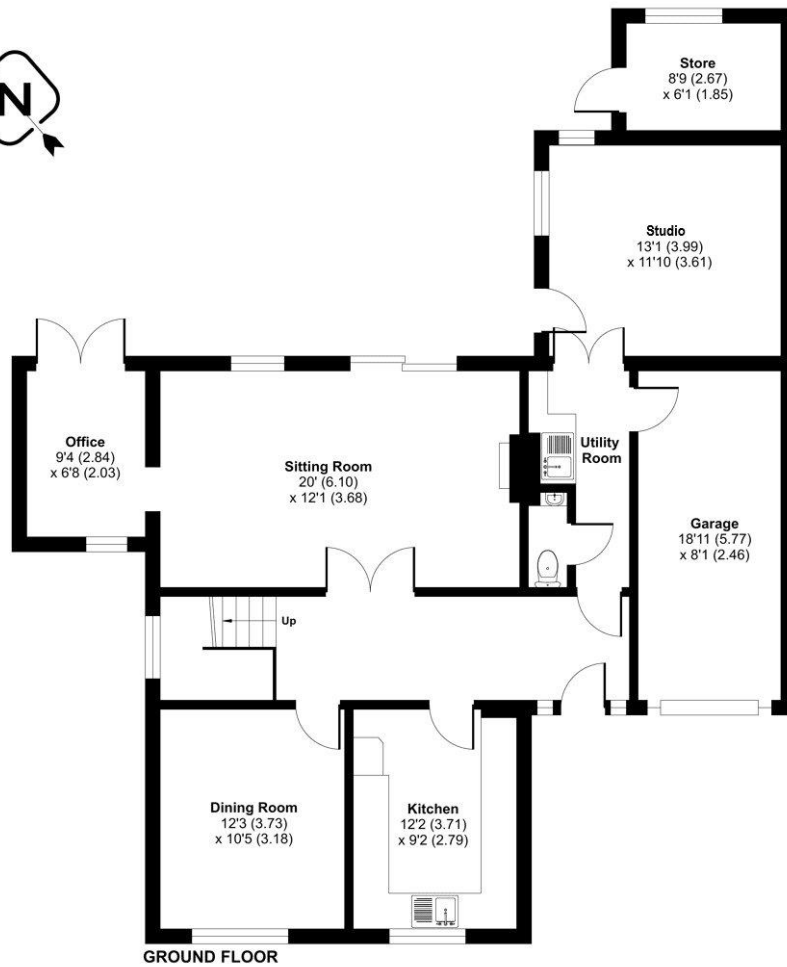 Store
8'9 (2.67)
x 6'1 (1.85)
N
Studio
13'1 (3.99)
x 11'10 (3.61)
Office
9'4 (2.84)
x 6'8 (2.03)
Sitting Room
20' (6.10)
x 12'1 (3.68)
Utility
Room
Garage
18'11 (5.77)
x 8'1 (2.46)
Up
Dining Room
12'3 (3.73)
x 10'5 (3.18)
Kitchen
12'2 (3.71)
x 9'2 (2.79)
GROUND FLOOR